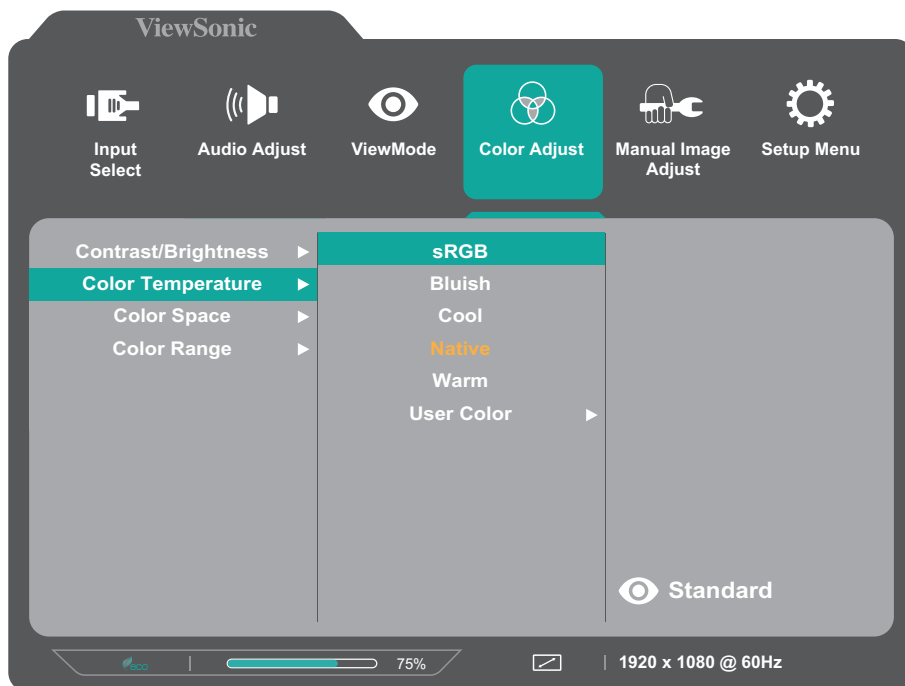 ViewSonic
Input
Select
Audio Adjust
ViewMode
Color Adjust
Manual Image
Adjust
Setup Menu
Contrast/Brightness
Color Temperature
Color Space
Color Range
sRGB
Bluish
Cool
Native
Warm
User Color
Standard
eco
75%
1920 x 1080 @ 60Hz